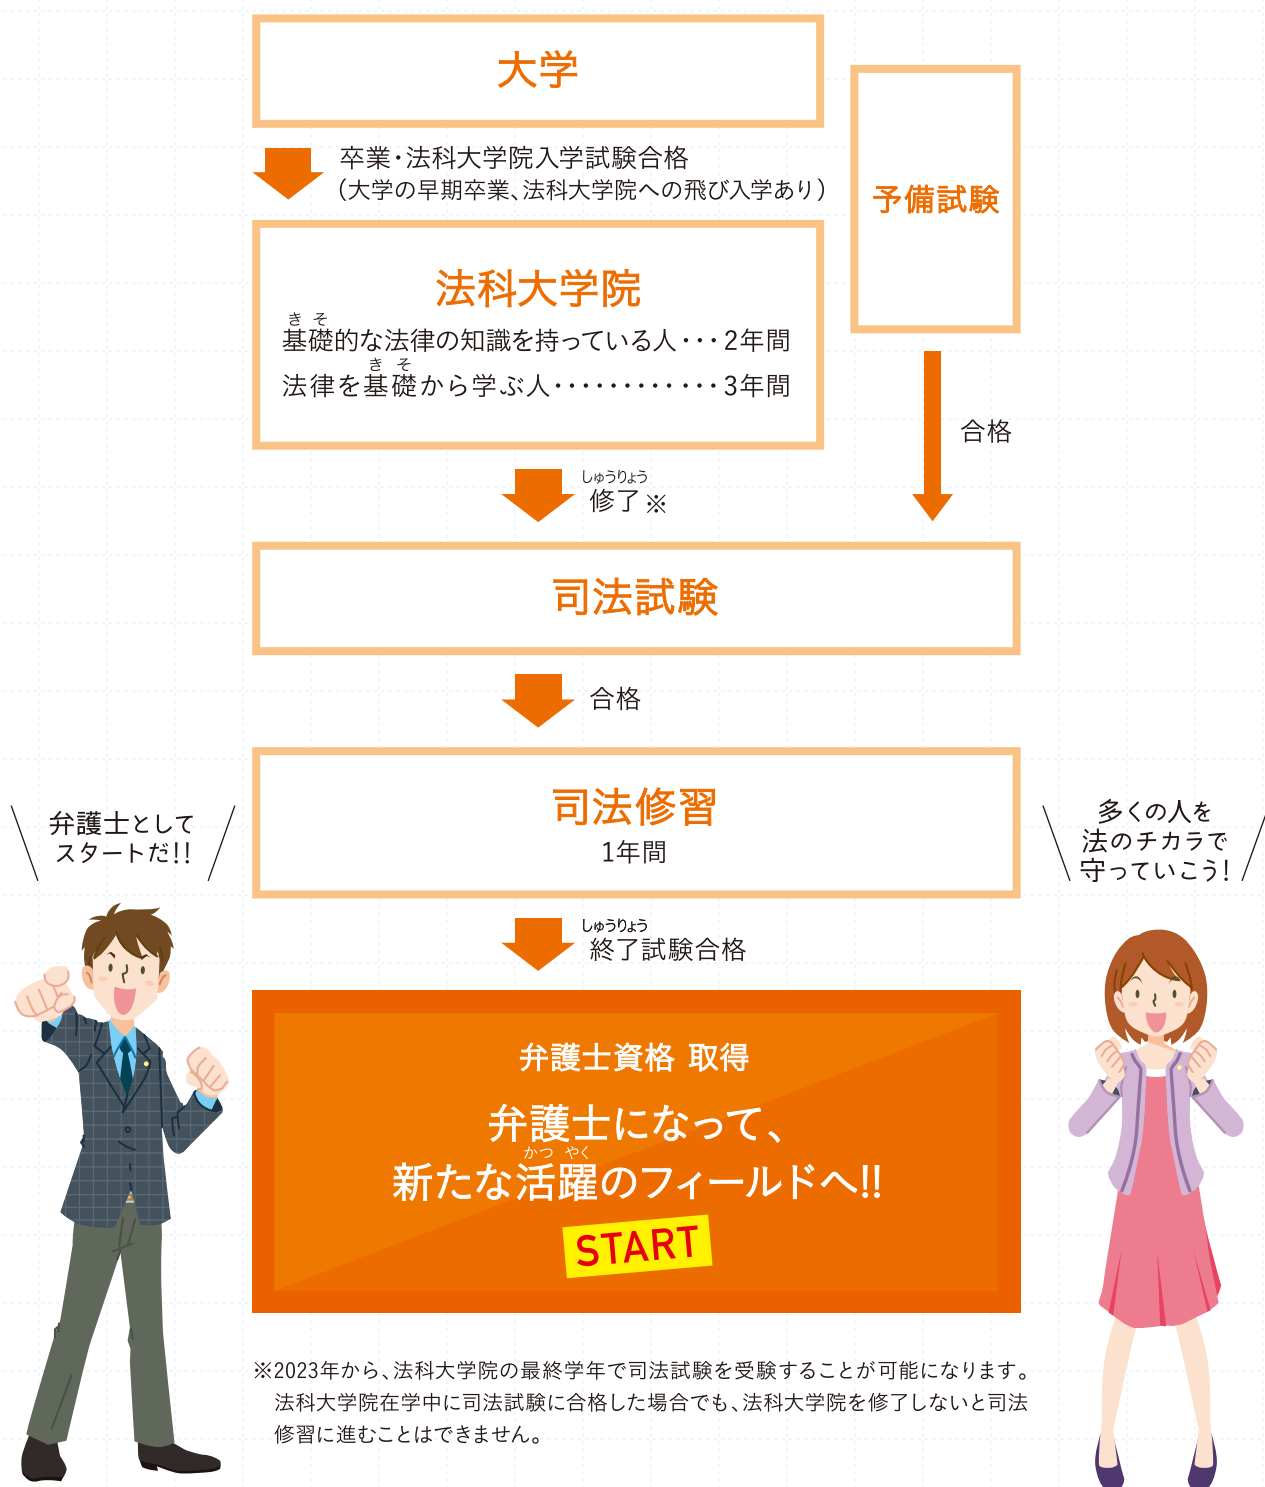 大学
卒業・法科大学院入学試験合格
（大学の早期卒業、法科大学院への飛び入学あり）
予備試験
法科大学院
きそ
基礎的な法律の知識を持っている人・・・2年間
きそ
法律を基礎から学ぶ人・・・・・・・・・・・・・3年間
合格
しゅうりょう
修了※
司法試験
合格
司法修習
1年間
弁護士として
スタートだ!!
多くの人を
法のチカラで
守っていこう!
しゅうりょう
終了試験合格
弁護士資格 取得
弁護士になって、
かつやく
新たな活躍のフィールドへ!!
START
※2023年から、法科大学院の最終学年で司法試験を受験することが可能になります。
法科大学院在学中に司法試験に合格した場合でも、法科大学院を修了しないと司法
修習に進むことはできません。